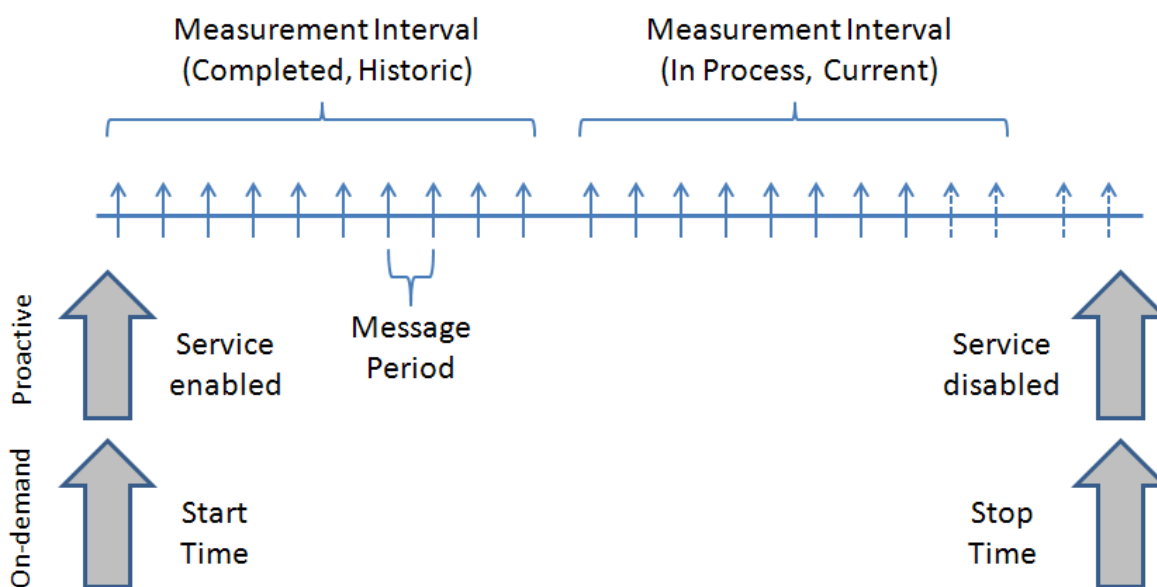 Measurement Interval
(Completed, Historic)
Measurement Interval
(In Process, Current)
Message
Period
Proactive
Service
enabled
Service
disabled
On-demand
Start
Time
Stop
Time